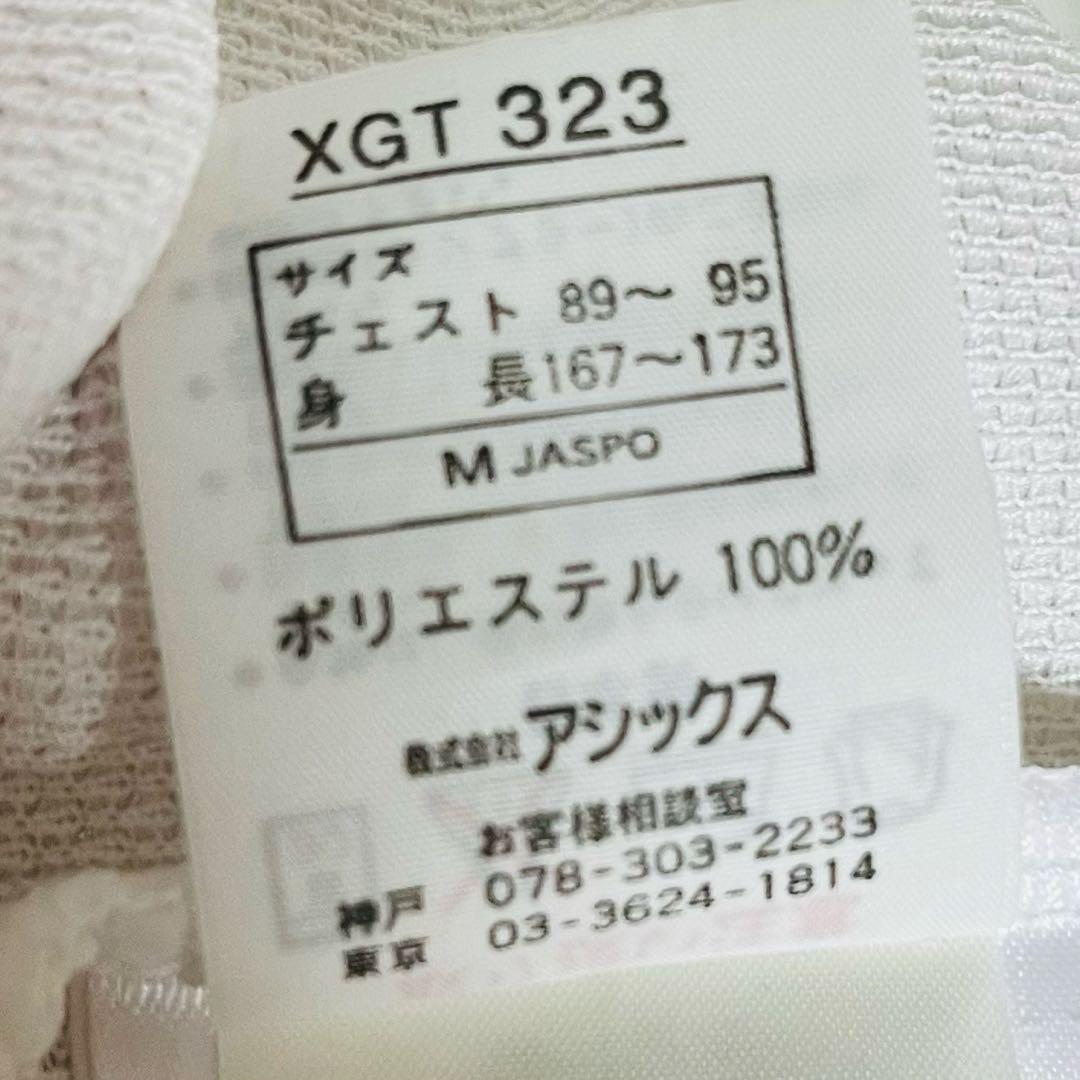 XGT 323
サイズ
チェスト 89～ 95
身 長167～173
M JASPO
ポリエステル 100%
株式会社 アシックス
お客様相談室
神戸 078-303-2233
東京 03-3624-1814